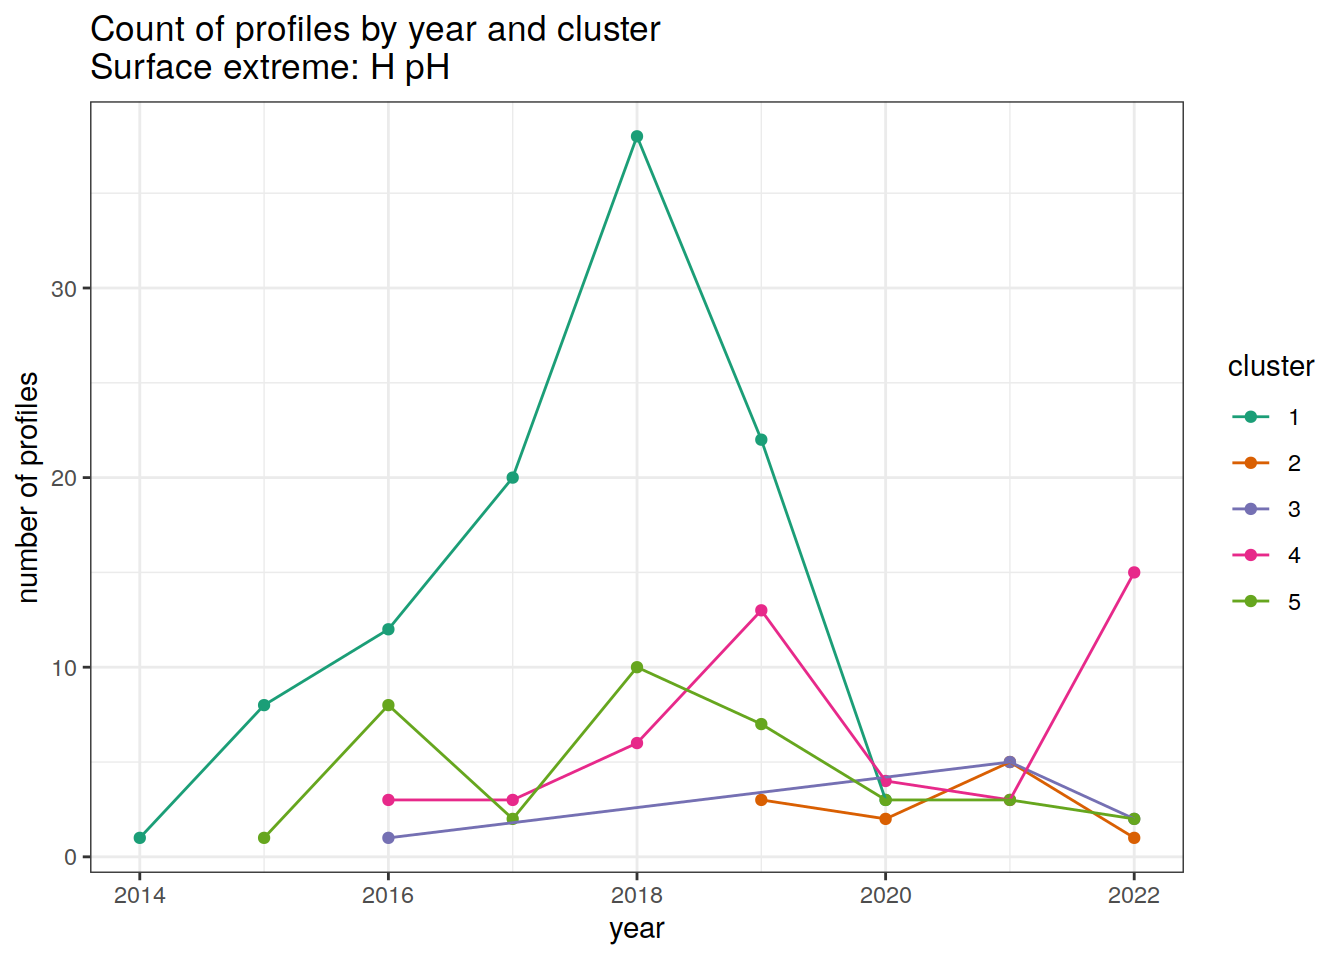 Count of profiles by year and cluster
Surface extreme: H pH
number of profiles
30
20
10
0
2014 2016 2018 2020 2022
year
cluster
1
2
3
4
5